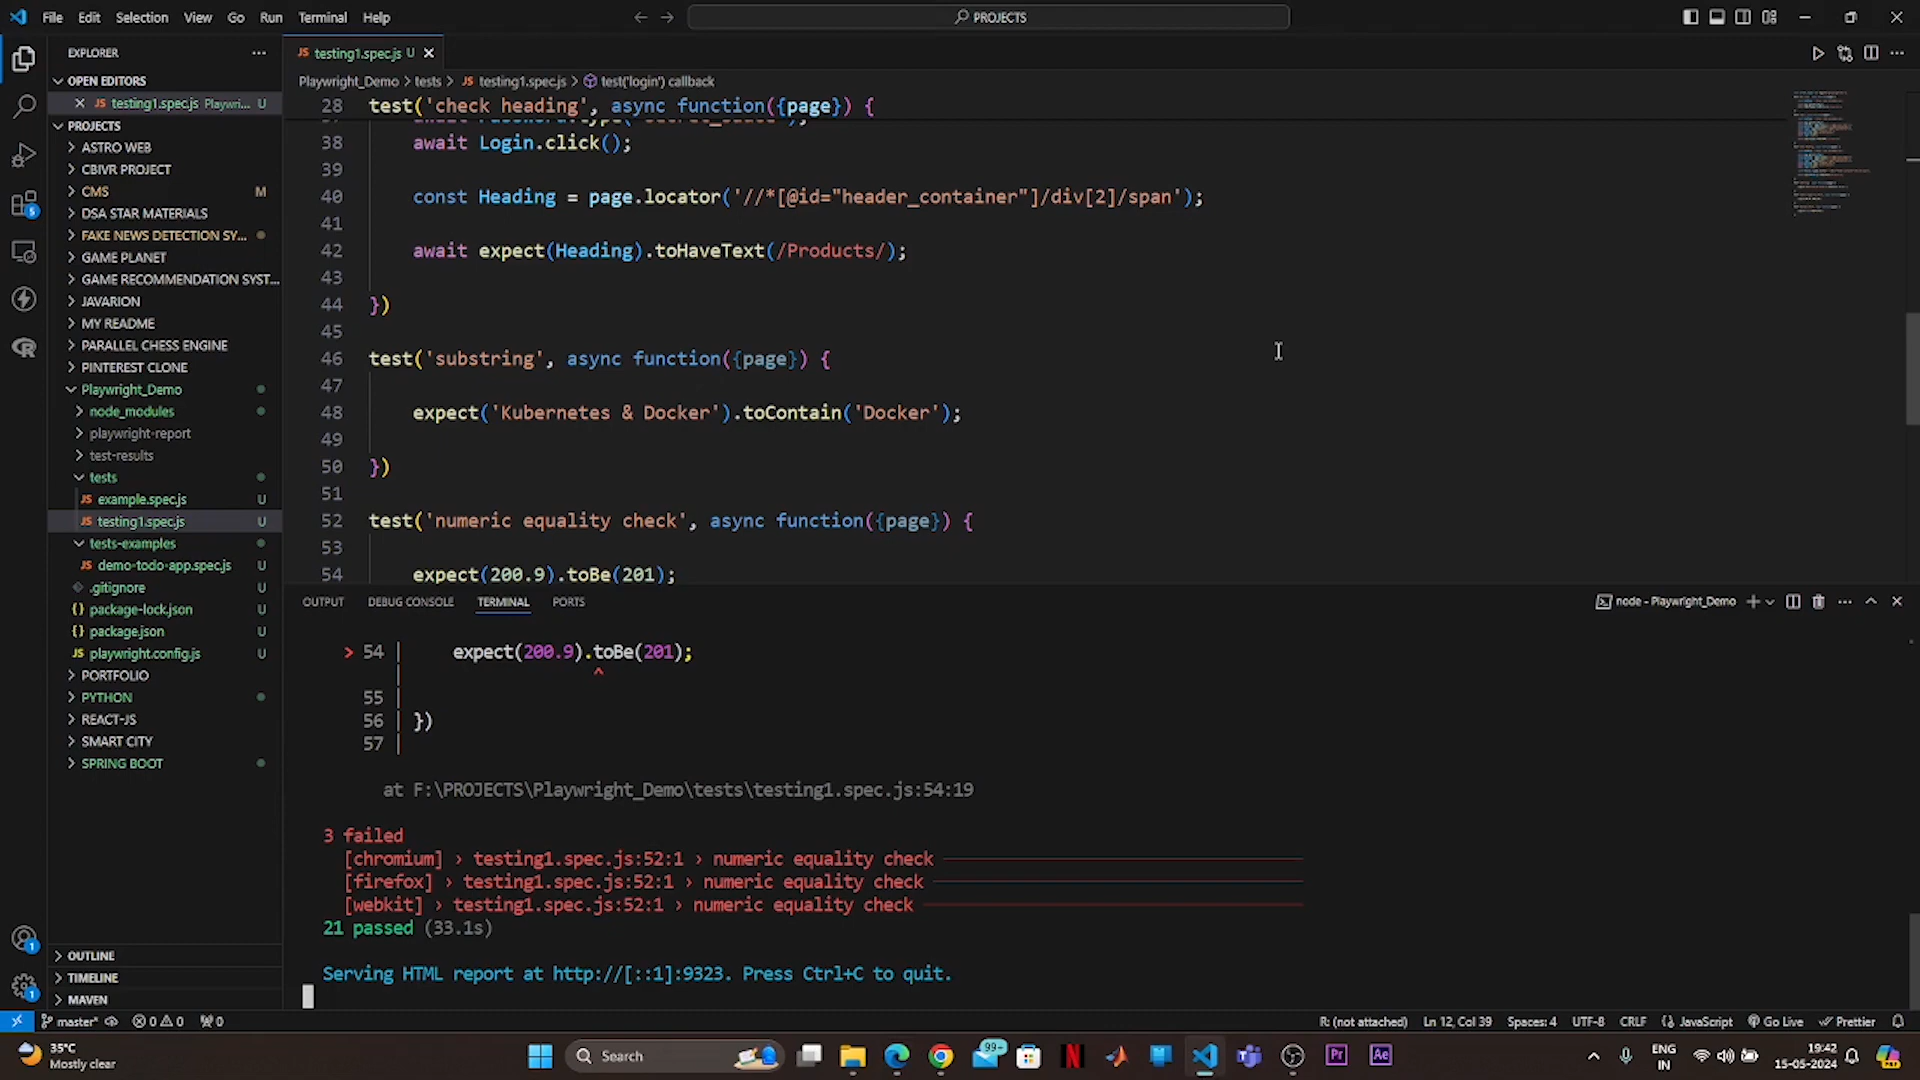 File Edit Selection View Go Run Terminal Help
PROJECTS
EXPLORER
testing1.spec.js U
OPEN EDITORS
testing1.spec.js Playwri... U
PROJECTS
ASTRO WEB
CBIVR PROJECT
CMS M
DSA STAR MATERIALS
FAKE NEWS DETECTION SY...
GAME PLANET
GAME RECOMMENDATION SYST...
JAVARION
MY README
PARALLEL CHESS ENGINE
PINTEREST CLONE
Playwright_Demo
node_modules
playwright-report
test-results
tests
example.spec.js U
testing1.spec.js U
tests-examples
demo-todo-app.spec.js U
.gitignore U
package-lock.json U
package.json U
playwright.config.js U
PORTFOLIO
PYTHON
REACT-JS
SMART CITY
SPRING BOOT
OUTLINE
TIMELINE
MAVEN
Playwright_Demo > tests > JS testing1.spec.js > test('login') callback
28 test('check heading', async function({page}) {
38 await Login.click();
39
40 const Heading = page.locator('//*[@id="header_container"]/div[2]/span');
41
42 await expect(Heading).toHaveText(/Products/);
43
44 })
45
46 test('substring', async function({page}) {
47
48 expect('Kubernetes & Docker').toContain('Docker');
49
50 })
51
52 test('numeric equality check', async function({page}) {
53
54 expect(200.9).toBe(201);
OUTPUT DEBUG CONSOLE TERMINAL PORTS
node - Playwright_Demo
> 54 | expect(200.9).toBe(201);
| ^
55 |
56 | })
57 |
at F:\PROJECTS\Playwright_Demo\tests\testing1.spec.js:54:19
3 failed
[chromium] › testing1.spec.js:52:1 › numeric equality check
[firefox] › testing1.spec.js:52:1 › numeric equality check
[webkit] › testing1.spec.js:52:1 › numeric equality check
21 passed (33.1s)
Serving HTML report at http://[::1]:9323. Press Ctrl+C to quit.
master* 0 0 0
R: (not attached) Ln 12, Col 39 Spaces: 4 UTF-8 CRLF JavaScript Go Live Prettier
35°C
Mostly clear
Search
99+
Pr
Ae
ENG
IN
19:42
15-05-2024